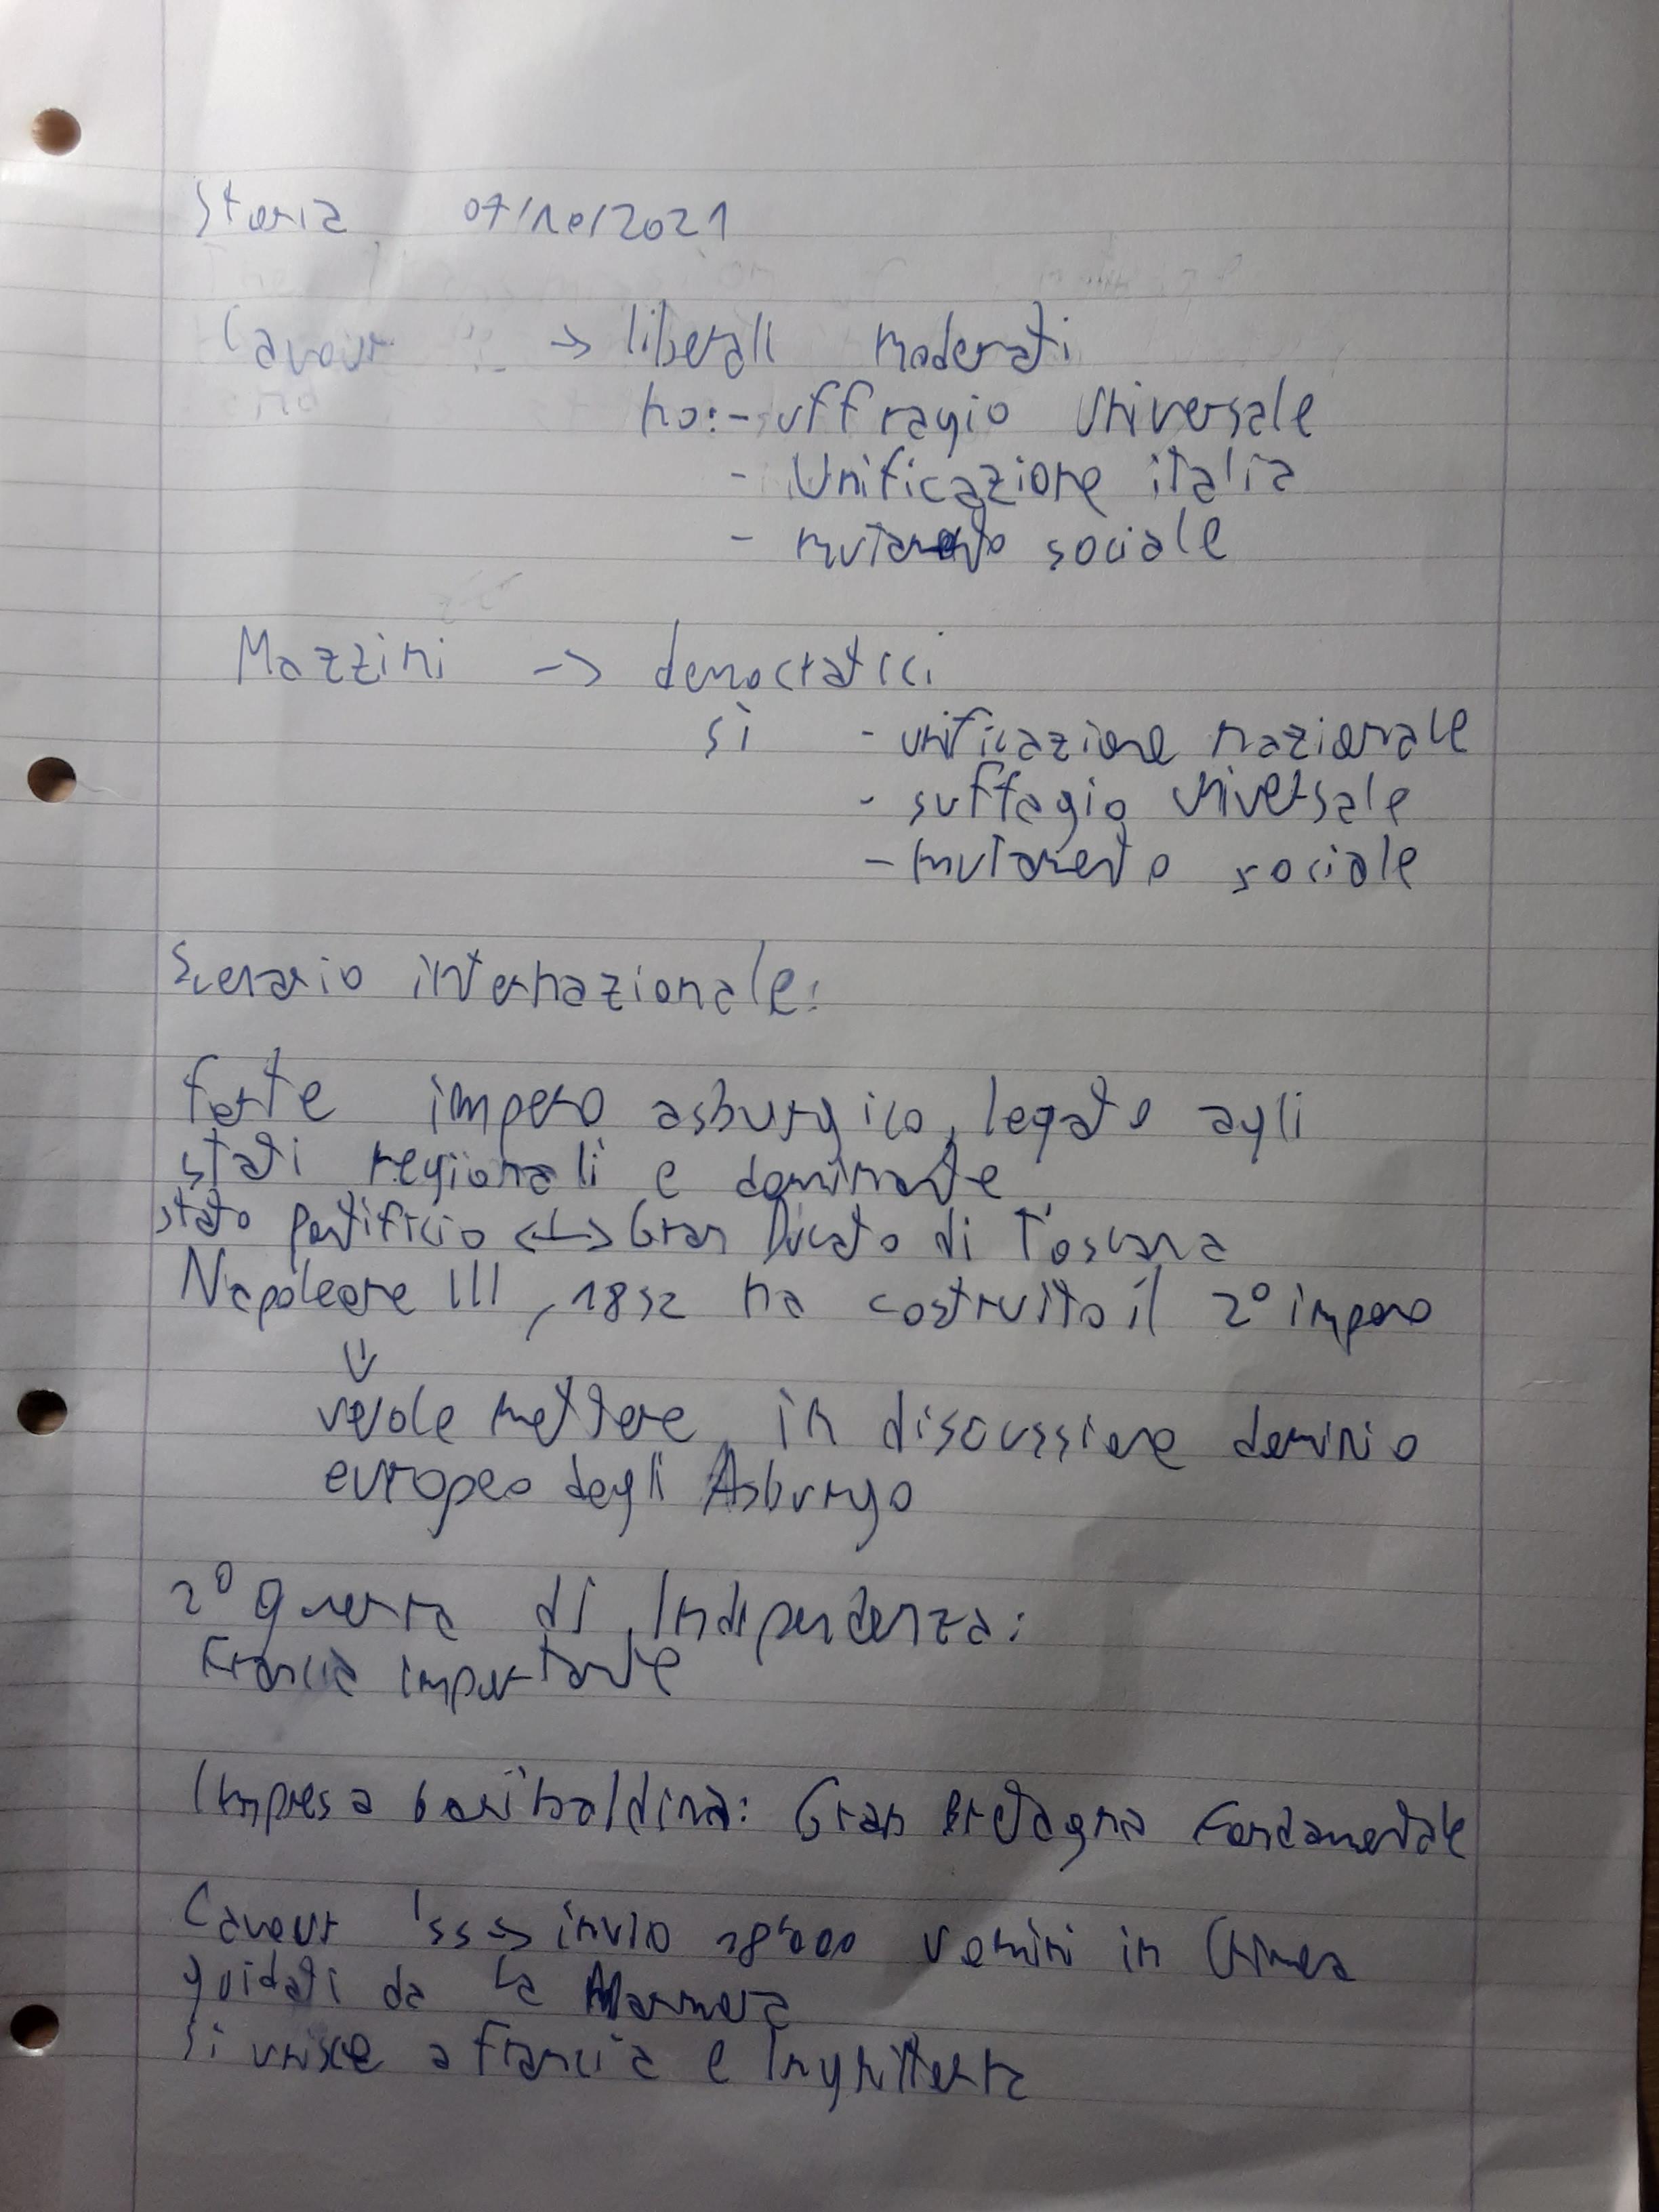 Storia 07/10/2021
Cavour → liberali moderati
no: - suffragio universale
- Unificazione italia
- mutamento sociale
Mazzini → democratici
sì - unificazione nazionale
- suffagio universale
- mutamento sociale
Scenario internazionale:
forte impero asburgico, legato agli
stati regionali e dominante
stato pontificio <-> Gran Ducato di Toscana
Napoleone III, 1852 ha costruito il 2° impero
⇓
vuole mettere in discussione dominio
europeo degli Asburgo
2° guerra di Indipendenza:
Francia importante
Impresa Garibaldina: Gran Bretagna Fondamentale
Cavour '55 → invio 18'000 uomini in Crimea
guidati da La Marmora
si unisce a Francia e Inghilterra